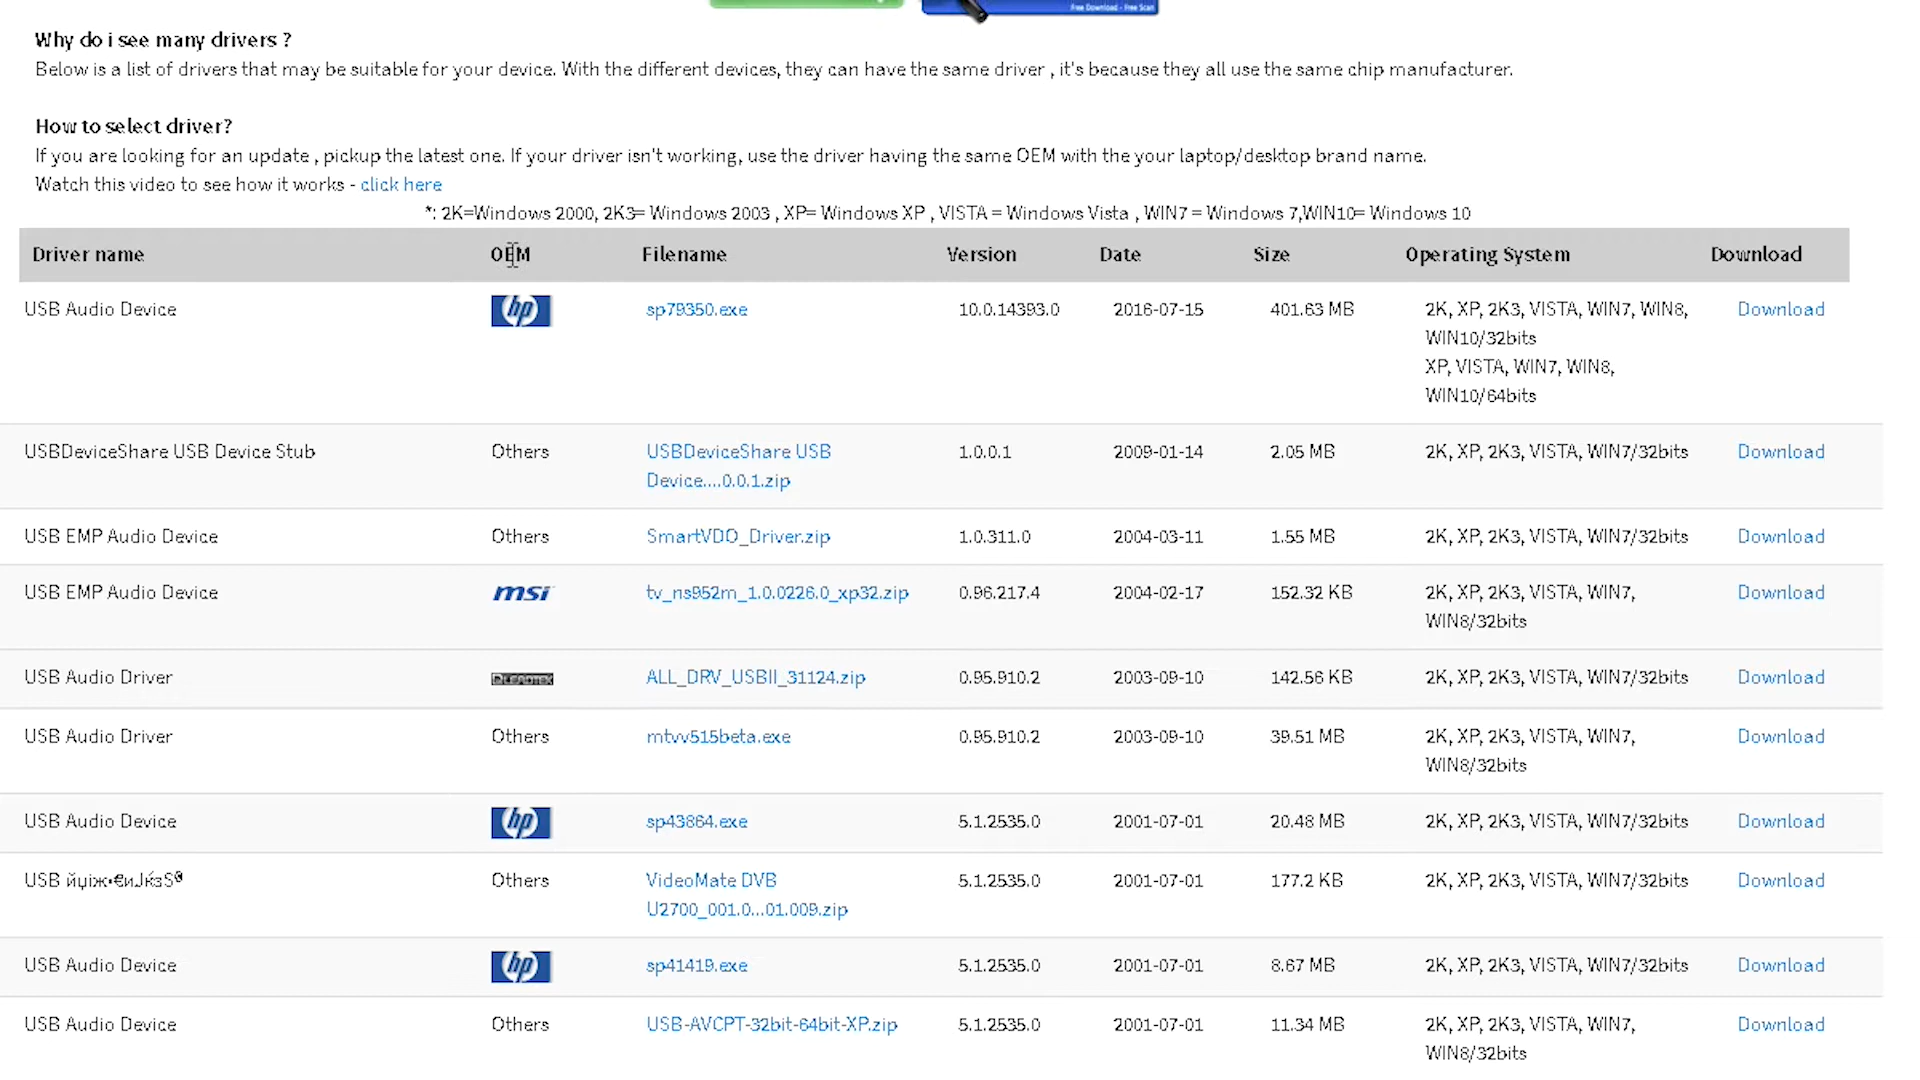 Free Download - Free Scan
Why do i see many drivers ?
Below is a list of drivers that may be suitable for your device. With the different devices, they can have the same driver , it's because they all use the same chip manufacturer.
How to select driver?
If you are looking for an update , pickup the latest one. If your driver isn't working, use the driver having the same OEM with the your laptop/desktop brand name.
Watch this video to see how it works - click here
*: 2K=Windows 2000, 2K3= Windows 2003 , XP= Windows XP , VISTA = Windows Vista , WIN7 = Windows 7,WIN10= Windows 10
Driver name OEM Filename Version Date Size Operating System Download
USB Audio Device hp sp79350.exe 10.0.14393.0 2016-07-15 401.63 MB 2K, XP, 2K3, VISTA, WIN7, WIN8, Download
WIN10/32bits
XP, VISTA, WIN7, WIN8,
WIN10/64bits
USBDeviceShare USB Device Stub Others USBDeviceShare USB 1.0.0.1 2009-01-14 2.05 MB 2K, XP, 2K3, VISTA, WIN7/32bits Download
Device....0.0.1.zip
USB EMP Audio Device Others SmartVDO_Driver.zip 1.0.311.0 2004-03-11 1.55 MB 2K, XP, 2K3, VISTA, WIN7/32bits Download
USB EMP Audio Device msi tv_ns952m_1.0.0226.0_xp32.zip 0.96.217.4 2004-02-17 152.32 KB 2K, XP, 2K3, VISTA, WIN7, Download
WIN8/32bits
USB Audio Driver LEADTEK ALL_DRV_USBII_31124.zip 0.95.910.2 2003-09-10 142.56 KB 2K, XP, 2K3, VISTA, WIN7/32bits Download
USB Audio Driver Others mtvv515beta.exe 0.95.910.2 2003-09-10 39.51 MB 2K, XP, 2K3, VISTA, WIN7, Download
WIN8/32bits
USB Audio Device hp sp43864.exe 5.1.2535.0 2001-07-01 20.48 MB 2K, XP, 2K3, VISTA, WIN7/32bits Download
USB Others VideoMate DVB 5.1.2535.0 2001-07-01 177.2 KB 2K, XP, 2K3, VISTA, WIN7/32bits Download
U2700_001.0...01.009.zip
USB Audio Device hp sp41419.exe 5.1.2535.0 2001-07-01 8.67 MB 2K, XP, 2K3, VISTA, WIN7/32bits Download
USB Audio Device Others USB-AVCPT-32bit-64bit-XP.zip 5.1.2535.0 2001-07-01 11.34 MB 2K, XP, 2K3, VISTA, WIN7, Download
WIN8/32bits